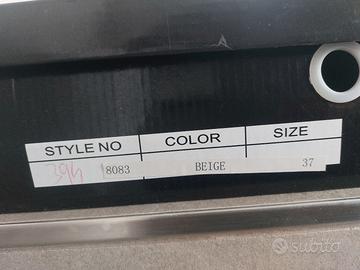 STYLE NO COLOR SIZE
8083 BEIGE 37
subito